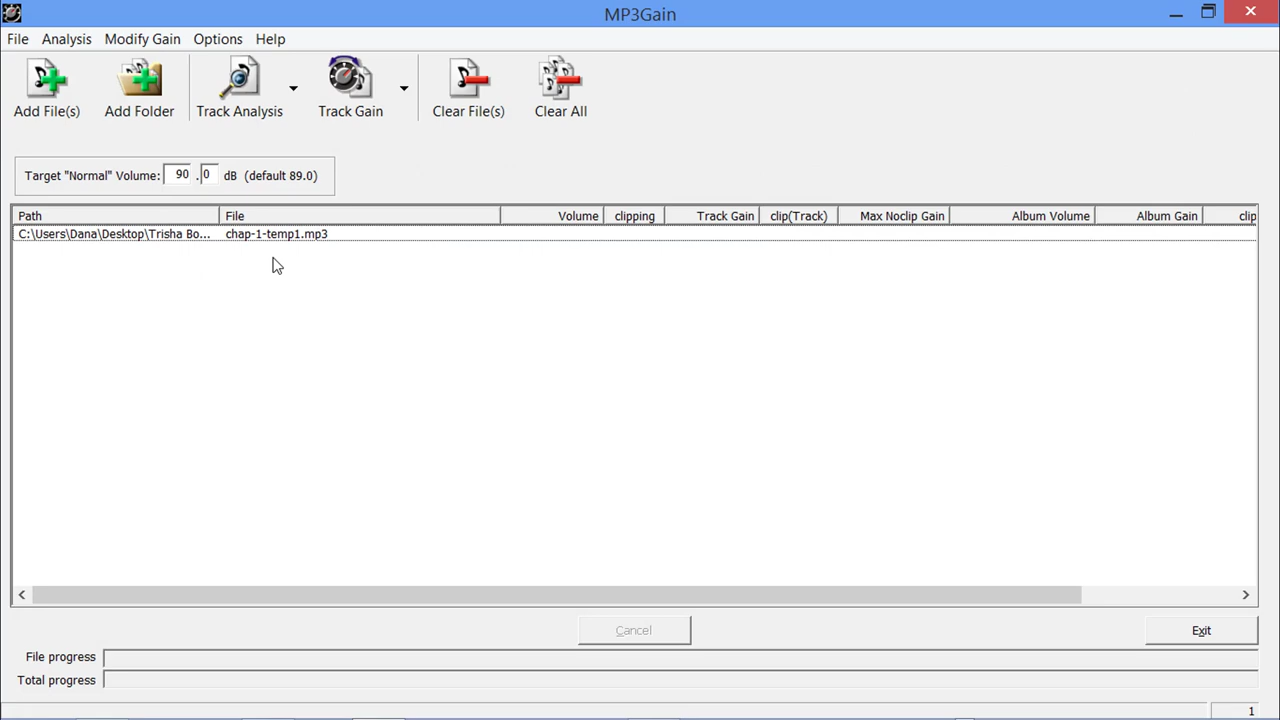 MP3Gain
File Analysis Modify Gain Options Help
Add File(s) Add Folder Track Analysis Track Gain Clear File(s) Clear All
Target "Normal" Volume: 90 . 0 dB (default 89.0)
Path File Volume clipping Track Gain clip(Track) Max Noclip Gain Album Volume Album Gain clip
C:\Users\Dana\Desktop\Trisha Bo... chap-1-temp1.mp3
Cancel Exit
File progress
Total progress
1